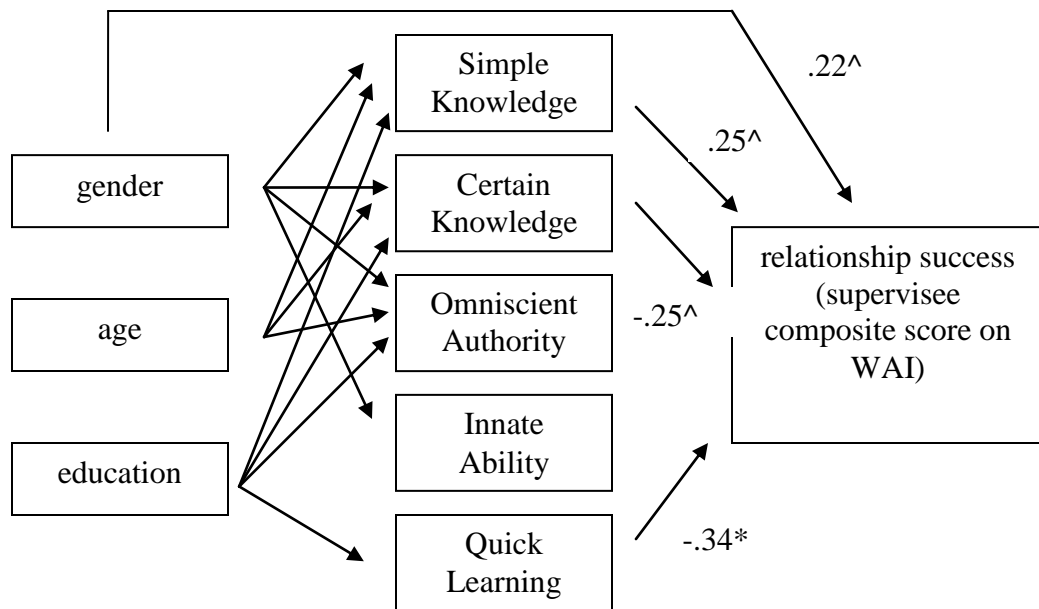 .22^
Simple
Knowledge
.25^
gender
Certain
Knowledge
relationship success
(supervisee
composite score on
WAI)
age
Omniscient
Authority
-.25^
education
Innate
Ability
Quick
Learning
-.34*